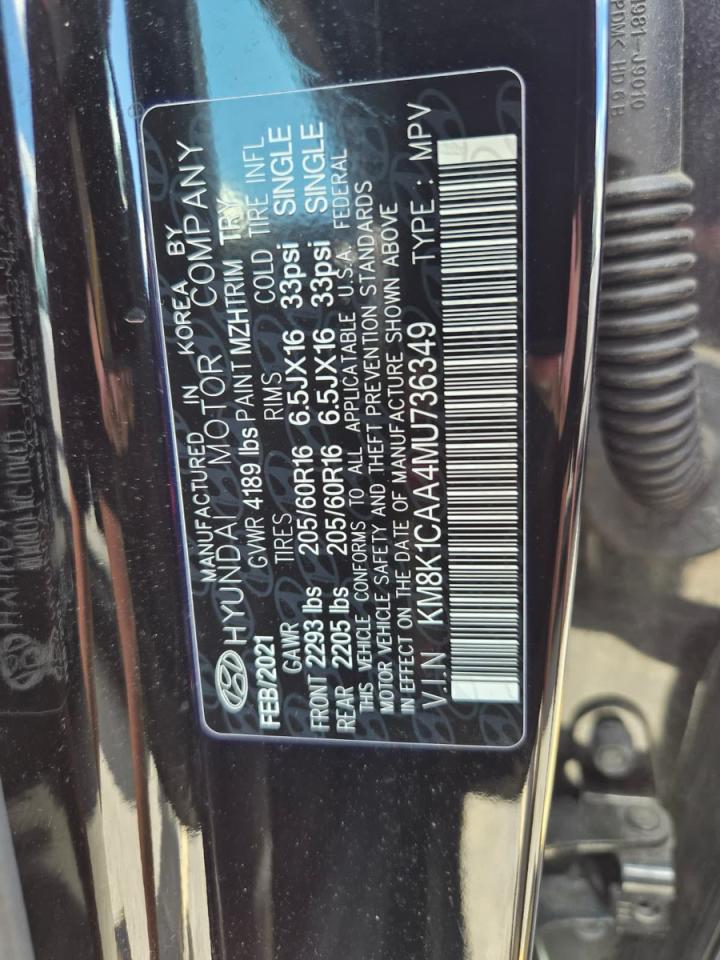 MANUFACTURED IN KOREA BY
HYUNDAI MOTOR COMPANY
FEB/2021 GVWR 4189 lbs PAINT MZHTRIM TRY
GAWR TIRES RIMS COLD TIRE INFL
FRONT 2293 lbs 205/60R16 6.5JX16 33psi SINGLE
REAR 2205 lbs 205/60R16 6.5JX16 33psi SINGLE
THIS VEHICLE CONFORMS TO ALL APPLICABLE U.S.A. FEDERAL
MOTOR VEHICLE SAFETY AND THEFT PREVENTION STANDARDS
IN EFFECT ON THE DATE OF MANUFACTURE SHOWN ABOVE
V.I.N KM8K1CAA4MU736349 TYPE : MPV
981-J9010